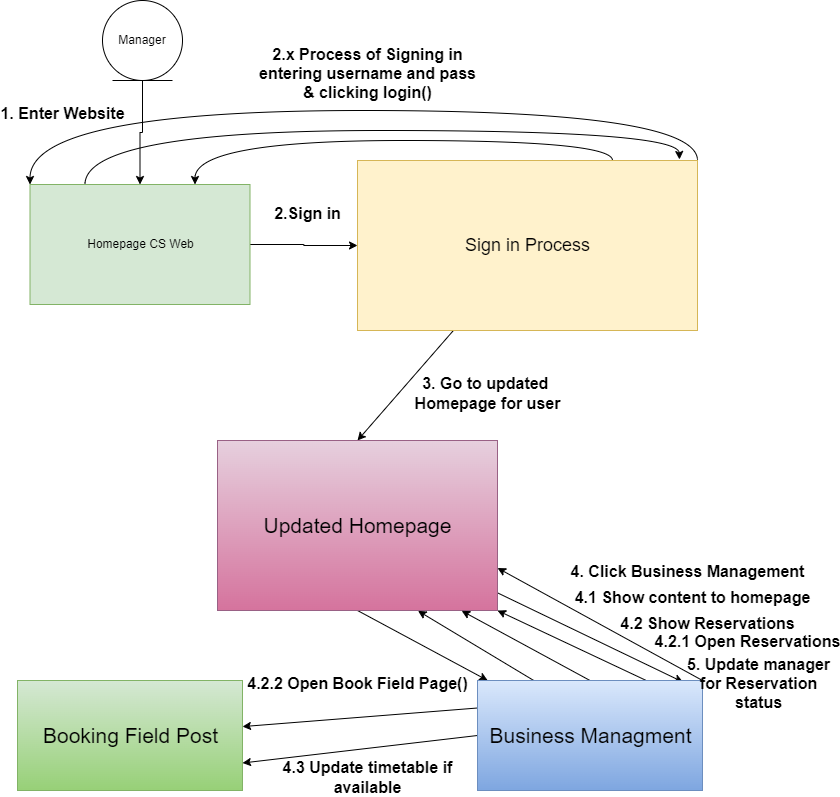 Manager
2.x Process of Signing in
entering username and pass
& clicking login()
1. Enter Website
2.Sign in
Homepage CS Web
Sign in Process
3. Go to updated
Homepage for user
Updated Homepage
4. Click Business Management
4.1 Show content to homepage
4.2 Show Reservations
4.2.1 Open Reservations
5. Update manager
for Reservation
status
4.2.2 Open Book Field Page()
Booking Field Post
Business Managment
4.3 Update timetable if
available